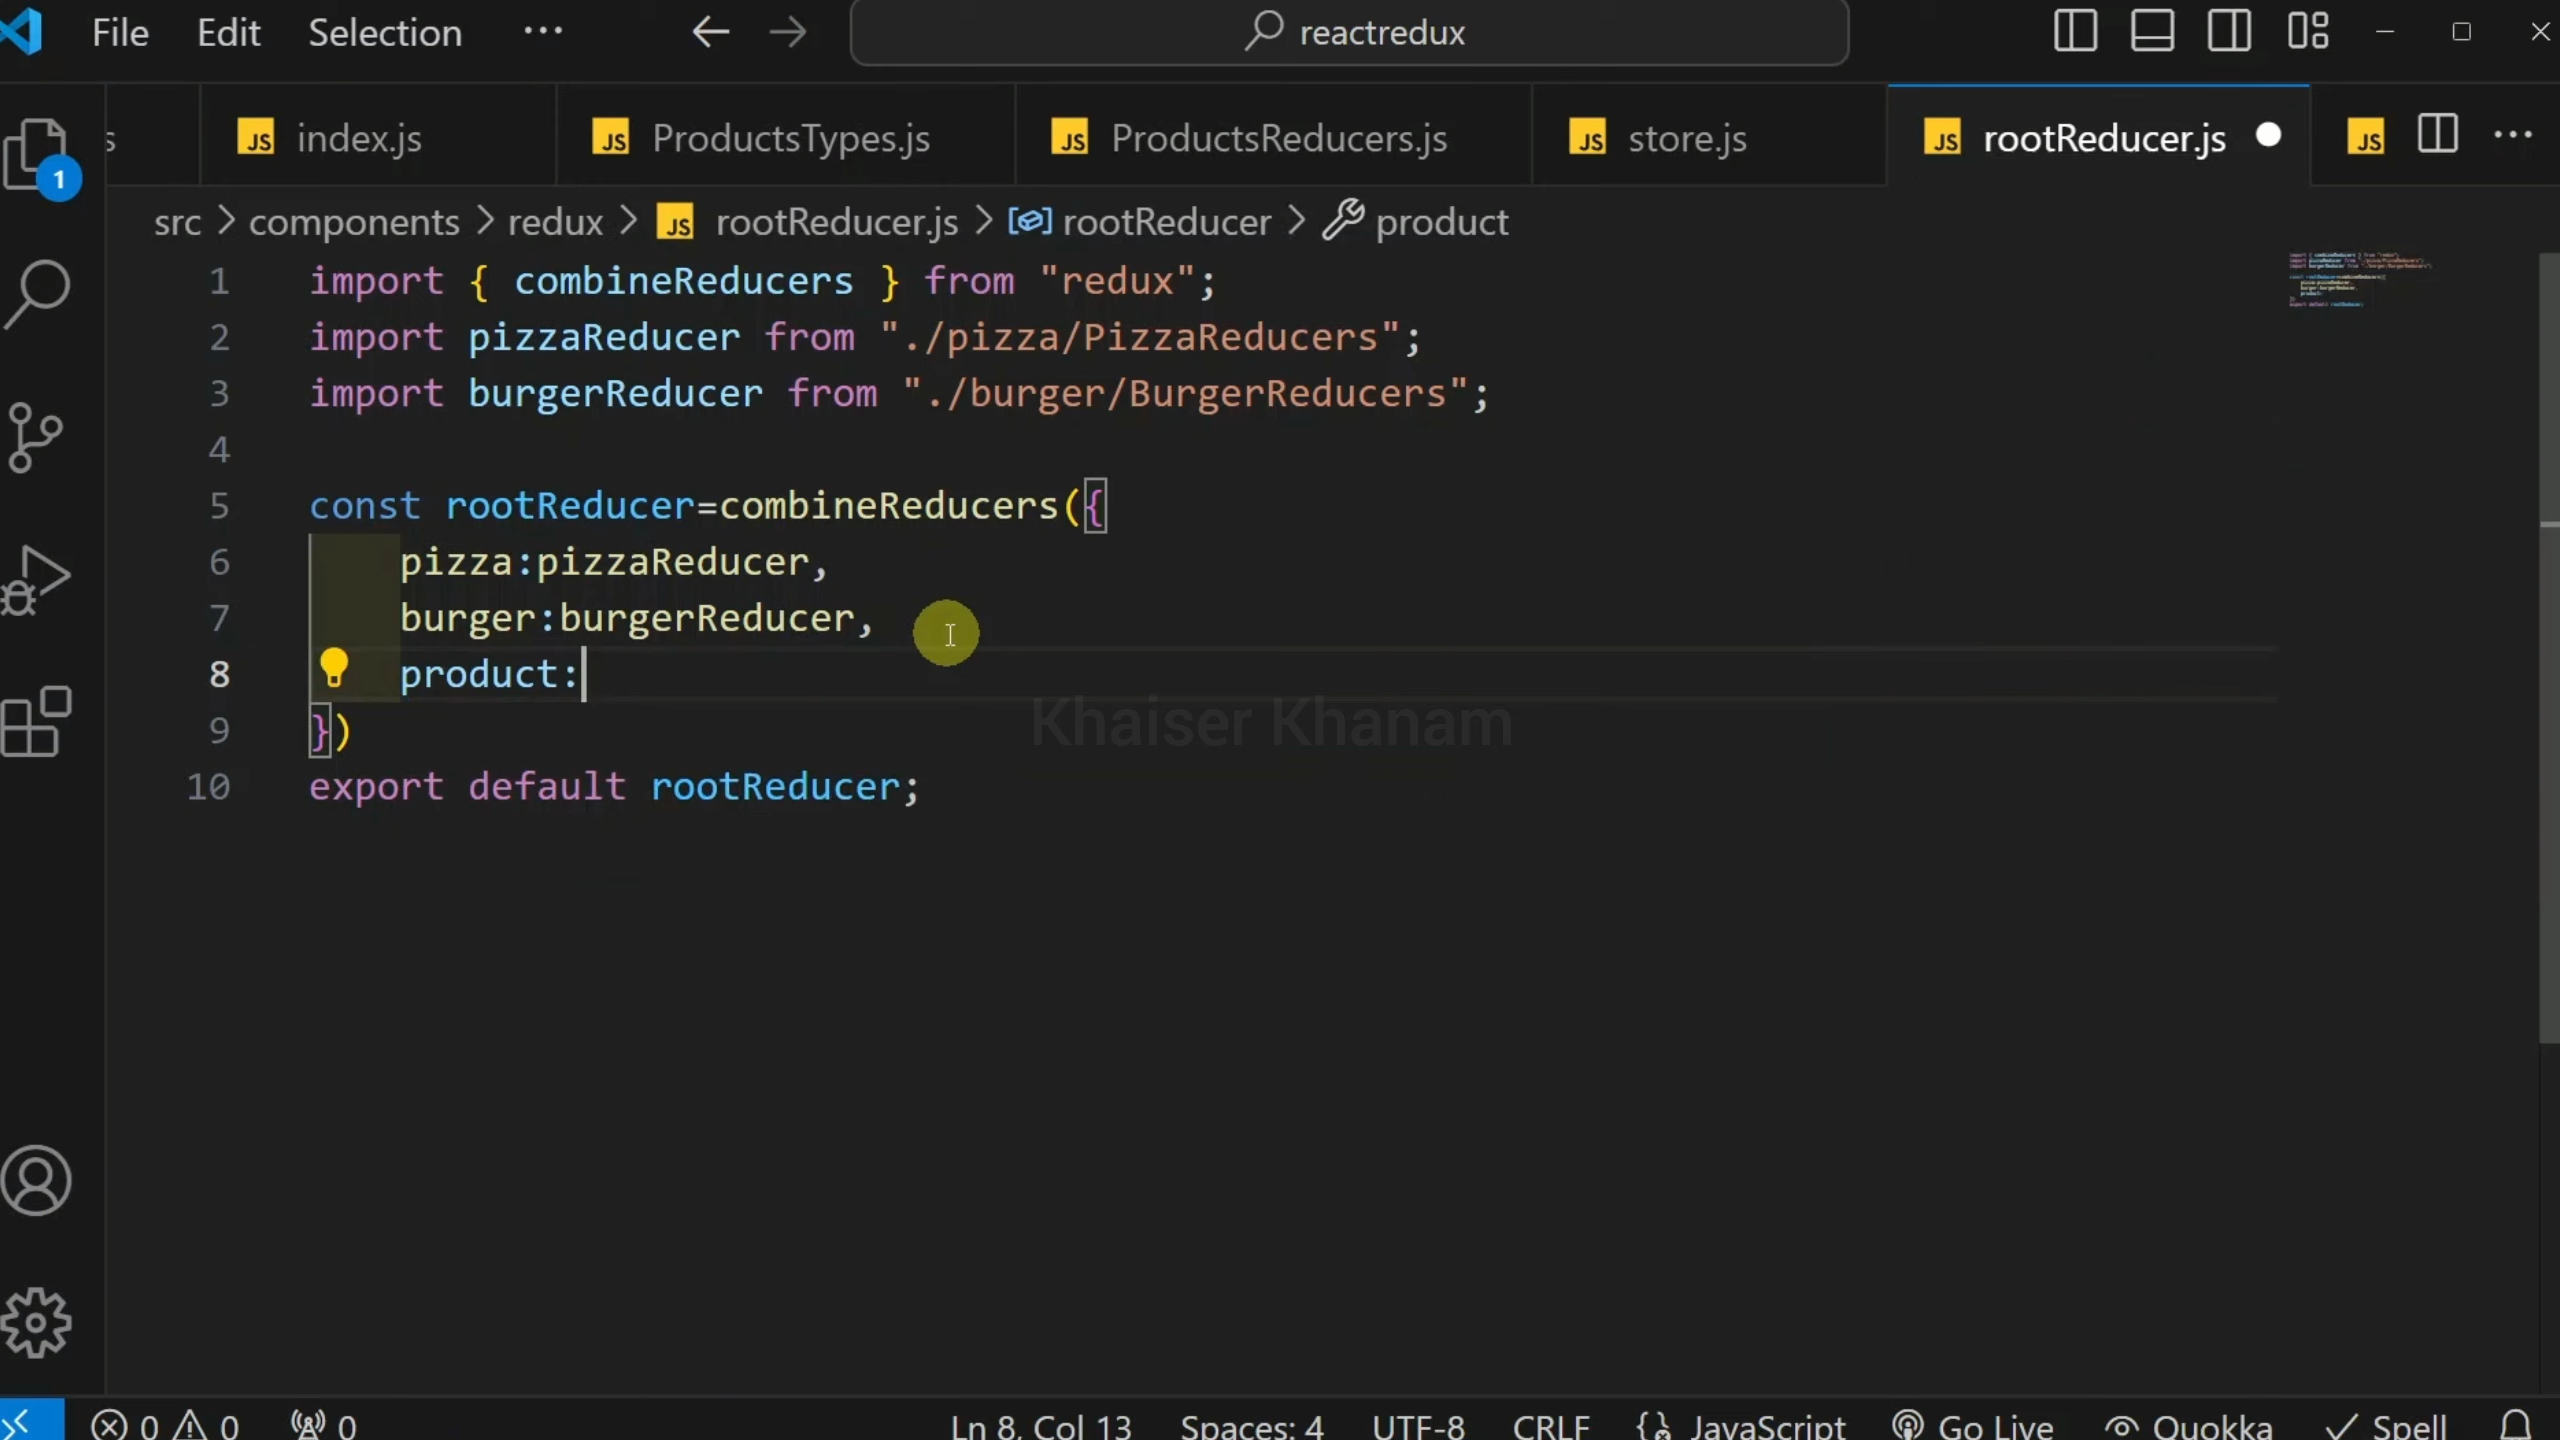 File Edit Selection ··· reactredux
s index.js ProductsTypes.js ProductsReducers.js store.js rootReducer.js
1
src > components > redux > rootReducer.js > rootReducer > product
1 import { combineReducers } from "redux";
2 import pizzaReducer from "./pizza/PizzaReducers";
3 import burgerReducer from "./burger/BurgerReducers";
4
5 const rootReducer=combineReducers({
6 pizza:pizzaReducer,
7 burger:burgerReducer,
8 product:
9 })
10 export default rootReducer;
Khaiser Khanam
0 0 0 Ln 8, Col 13 Spaces: 4 UTF-8 CRLF {} JavaScript Go Live Quokka Spell